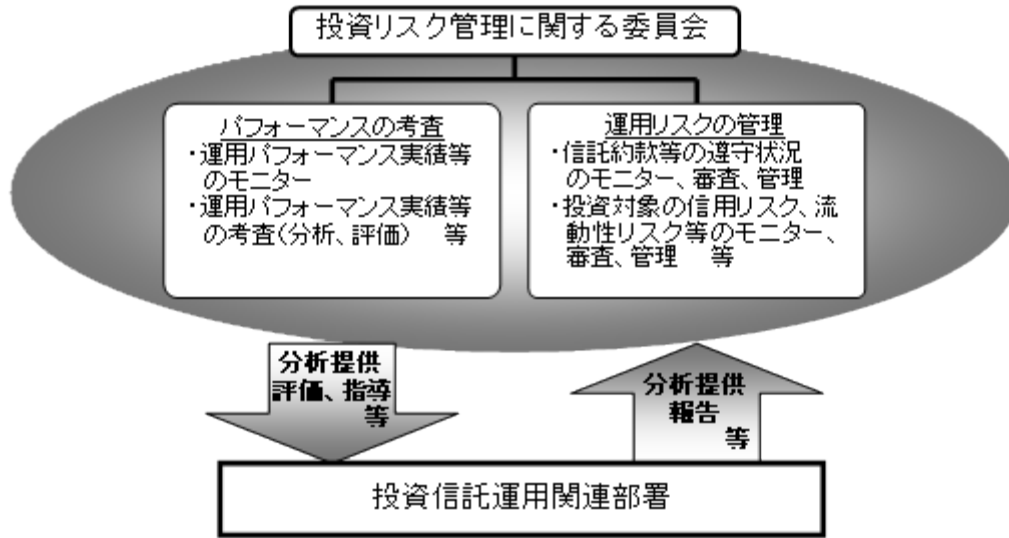 投資リスク管理に関する委員会
パフォーマンスの考査
・運用パフォーマンス実績等
のモニター
・運用パフォーマンス実績等
の考査(分析、評価) 等
運用リスクの管理
・信託約款等の遵守状況
のモニター、審査、管理
・投資対象の信用リスク、流
動性リスク等のモニター、
審査、管理 等
分析提供
評価、指導
等
分析提供
報告
等
投資信託運用関連部署